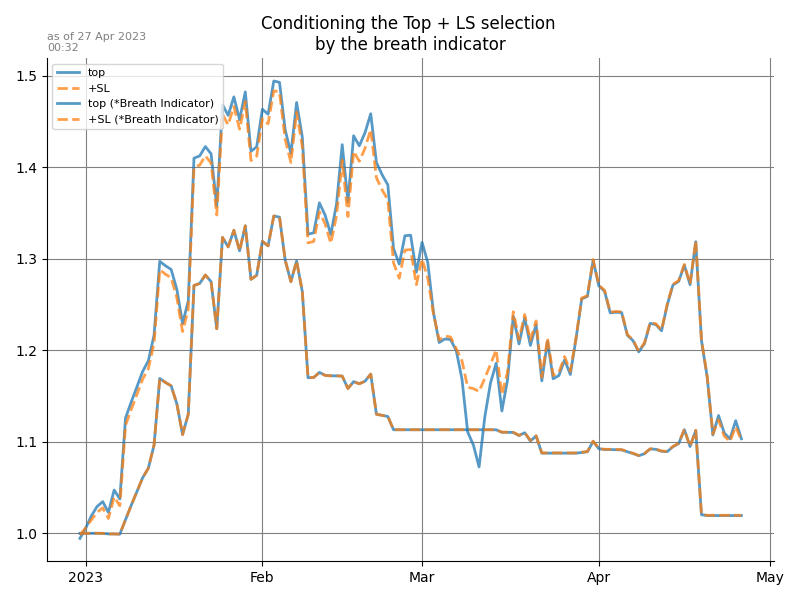 Conditioning the Top + LS selection
by the breath indicator
as of 27 Apr 2023
00:32
top
+SL
top (*Breath Indicator)
+SL (*Breath Indicator)
1.5
1.4
1.3
1.2
1.1
1.0
2023 Feb Mar Apr May